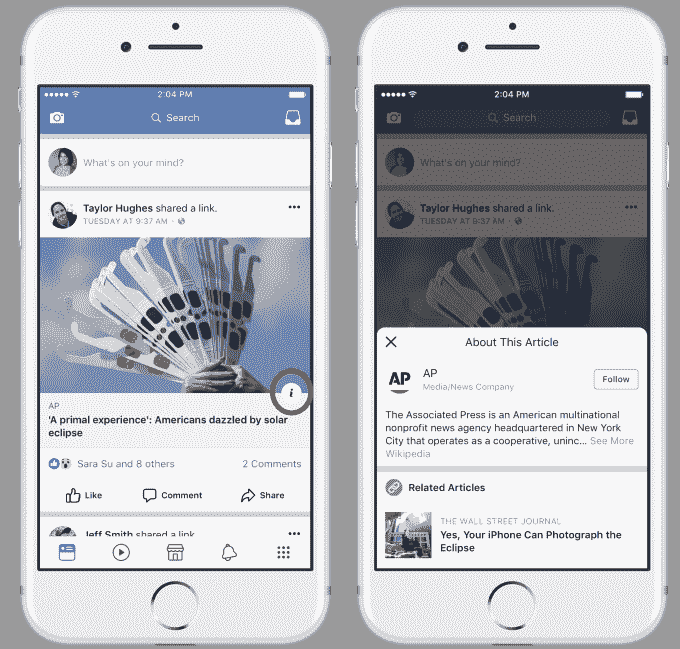 2:04 PM
Search
What's on your mind?
Taylor Hughes shared a link.
•••
TUESDAY AT 9:37 AM ·
i
AP
'A primal experience': Americans dazzled by solar
eclipse
Sara Su and 8 others 2 Comments
Like Comment Share
Jeff Smith shared a link
•••
2:04 PM
Search
What's on your mind?
Taylor Hughes shared a link.
•••
TUESDAY AT 9:37 AM ·
About This Article
AP
AP
Media/News Company
Follow
The Associated Press is an American multinational
nonprofit news agency headquartered in New York
City that operates as a cooperative, uninc... See More
Wikipedia
Related Articles
THE WALL STREET JOURNAL
Yes, Your iPhone Can Photograph the
Eclipse